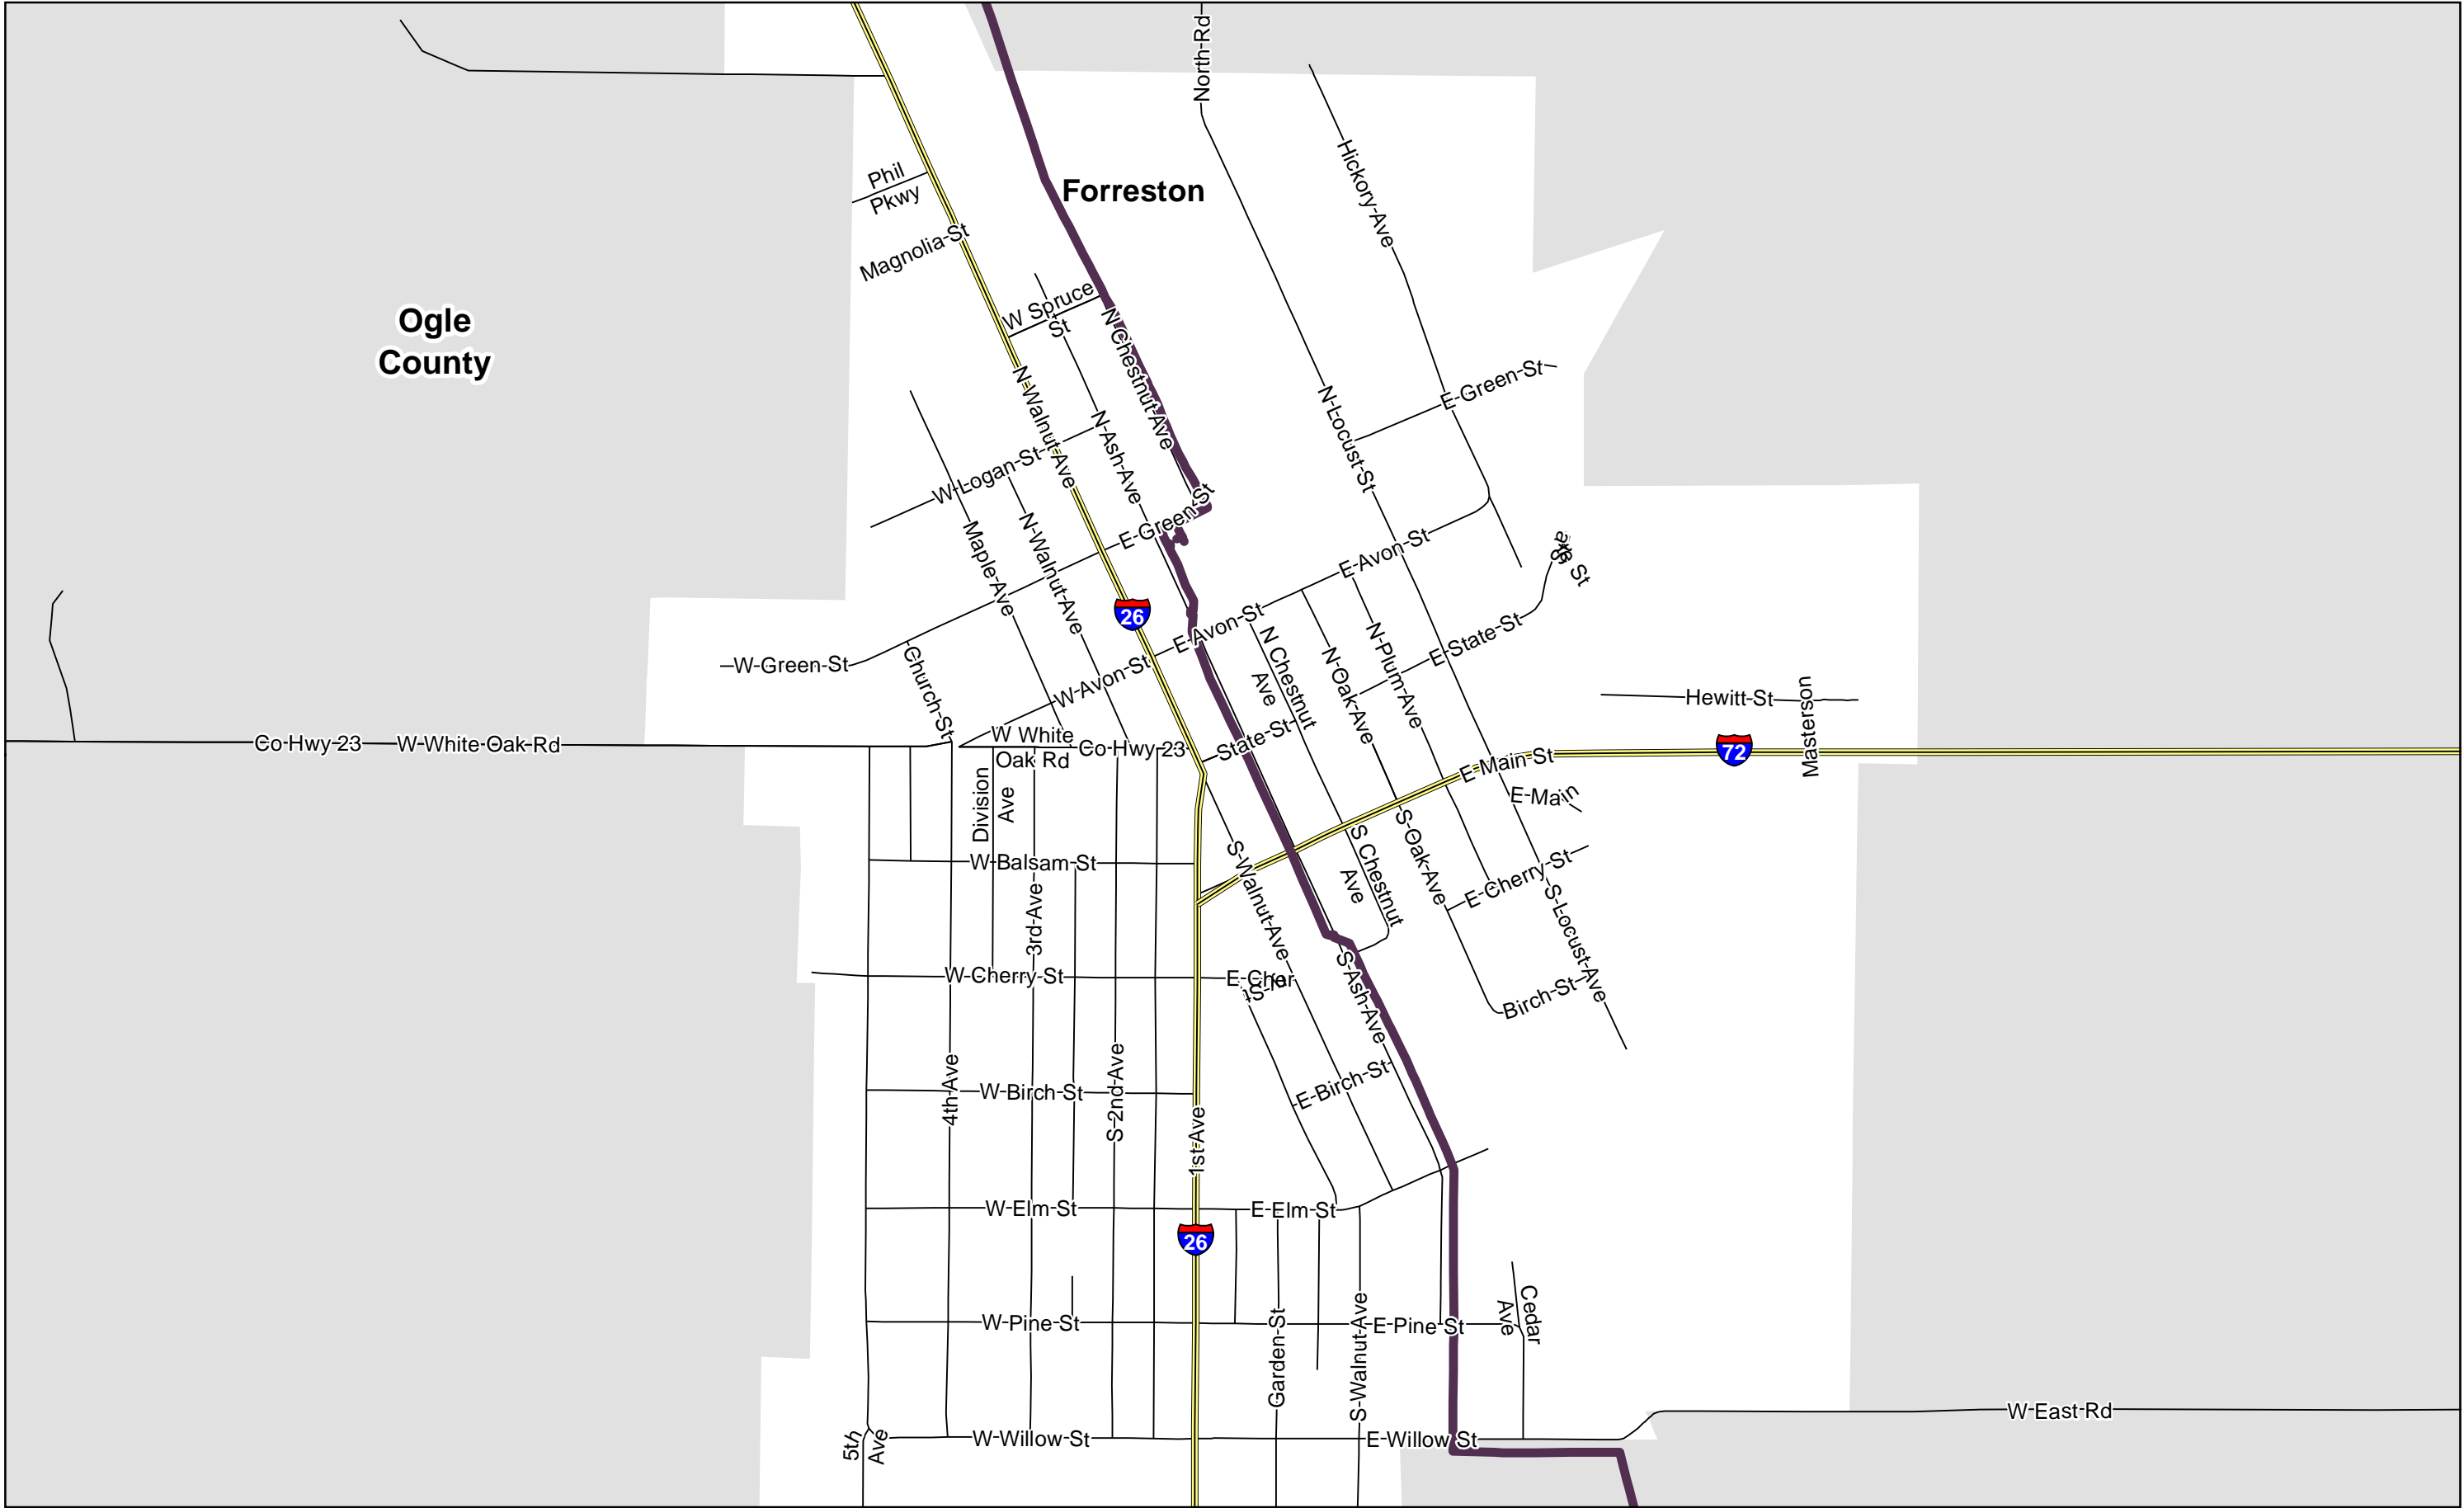 North Rd
Phil
Pkwy
Forreston
Hickory Ave
Magnolia St
Ogle
County
W Spruce
St
N Chestnut Ave
N Walnut Ave
E Green St
N Locust St
N Ash Ave
W Logan St
E Green St
Maple Ave
N Walnut Ave
E Avon St
26
E Avon St
W Green St
Church St
W Avon St
N Chestnut
Ave
N Oak Ave
N Plum Ave
E State St
Hewitt St
Masterson
Co Hwy 23
W White Oak Rd
W White
Oak Rd
Co Hwy 23
State St
E Main St
72
Division
Ave
E Main
W Balsam St
S Walnut Ave
S Chestnut
Ave
S Oak Ave
E Cherry St
S Locust Ave
3rd Ave
W Cherry St
E Cher
S Ash Ave
Birch St
4th Ave
W Birch St
S 2nd Ave
E Birch St
1st Ave
W Elm St
E Elm St
26
W Pine St
Garden St
S Walnut Ave
E Pine St
Cedar
Ave
W East Rd
5th
Ave
W Willow St
E Willow St